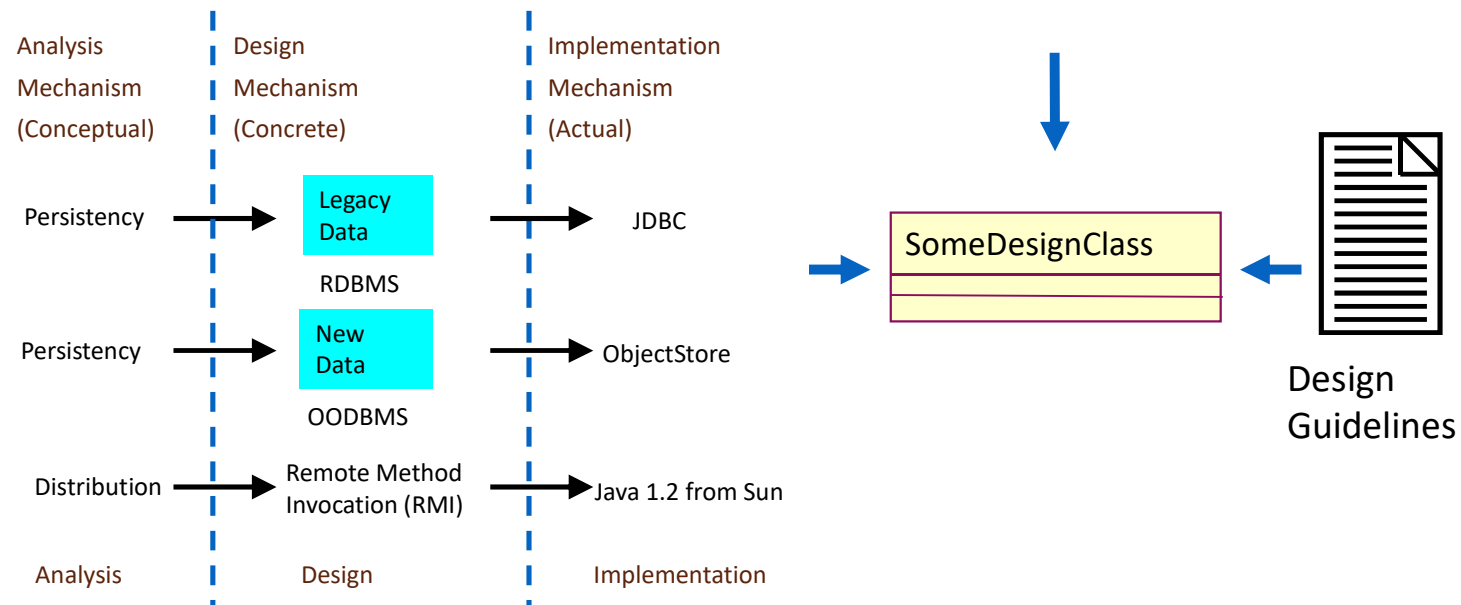 Analysis
Mechanism
(Conceptual)
Design
Mechanism
(Concrete)
Implementation
Mechanism
(Actual)
Persistency
Legacy
Data
RDBMS
JDBC
Persistency
New
Data
OODBMS
ObjectStore
Distribution
Remote Method
Invocation (RMI)
Java 1.2 from Sun
Analysis
Design
Implementation
SomeDesignClass
Design
Guidelines